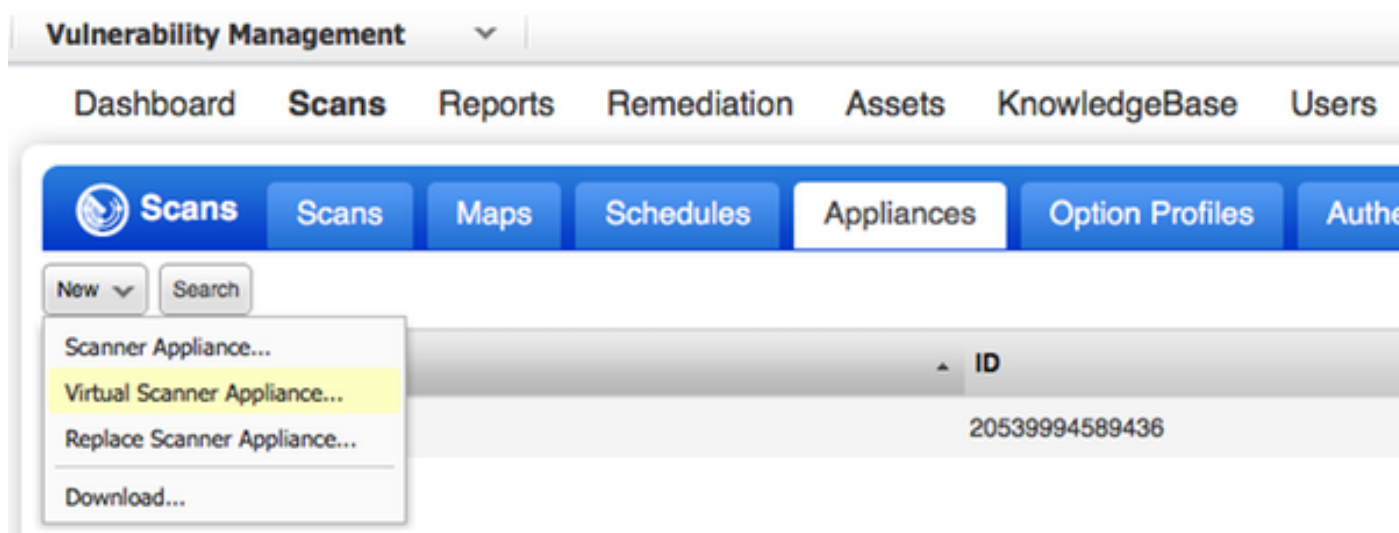 Vulnerability Management
Dashboard Scans Reports Remediation Assets KnowledgeBase Users
Scans Scans Maps Schedules Appliances Option Profiles Authe
New Search
Scanner Appliance...
ID
Virtual Scanner Appliance...
Replace Scanner Appliance...
20539994589436
Download...